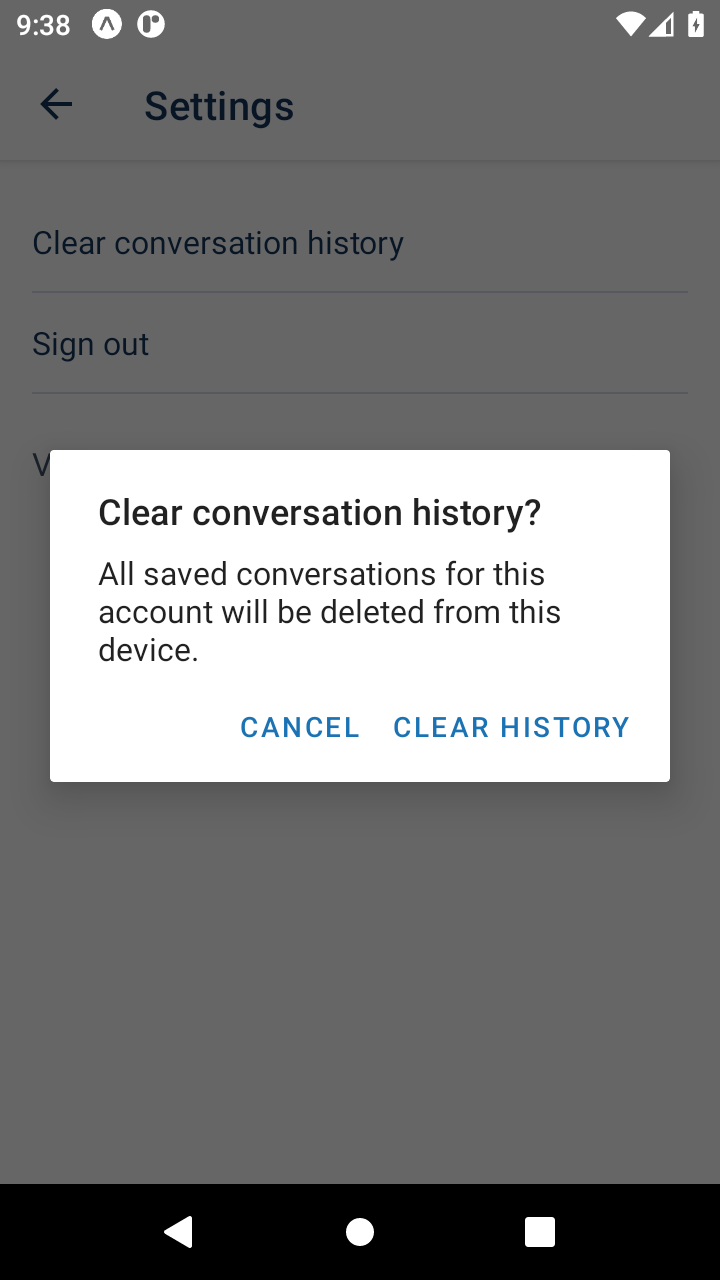 9:38
Settings
Clear conversation history
Sign out
V
Clear conversation history?
All saved conversations for this
account will be deleted from this
device.
CANCEL CLEAR HISTORY